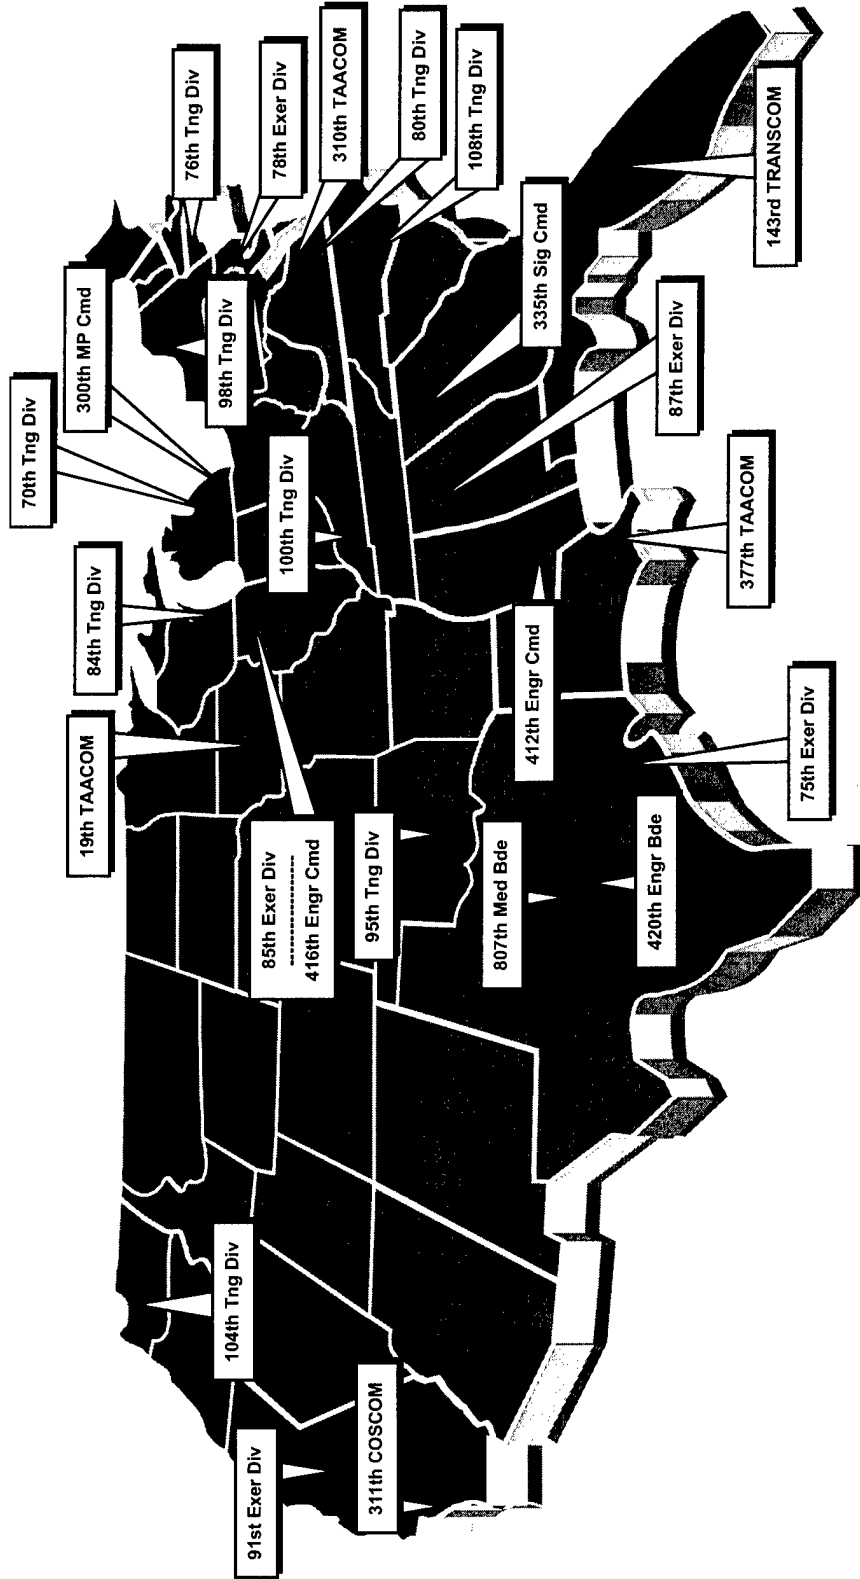 70th Tng Div
300th MP Cmd
76th Tng Div
78th Exer Div
310th TAACOM
80th Tng Div
108th Tng Div
84th Tng Div
19th TAACOM
98th Tng Div
100th Tng Div
104th Tng Div
91st Exer Div
311th COSCOM
85th Exer Div
----------------
416th Engr Cmd
95th Tng Div
807th Med Bde
420th Engr Bde
412th Engr Cmd
335th Sig Cmd
87th Exer Div
377th TAACOM
75th Exer Div
143rd TRANSCOM